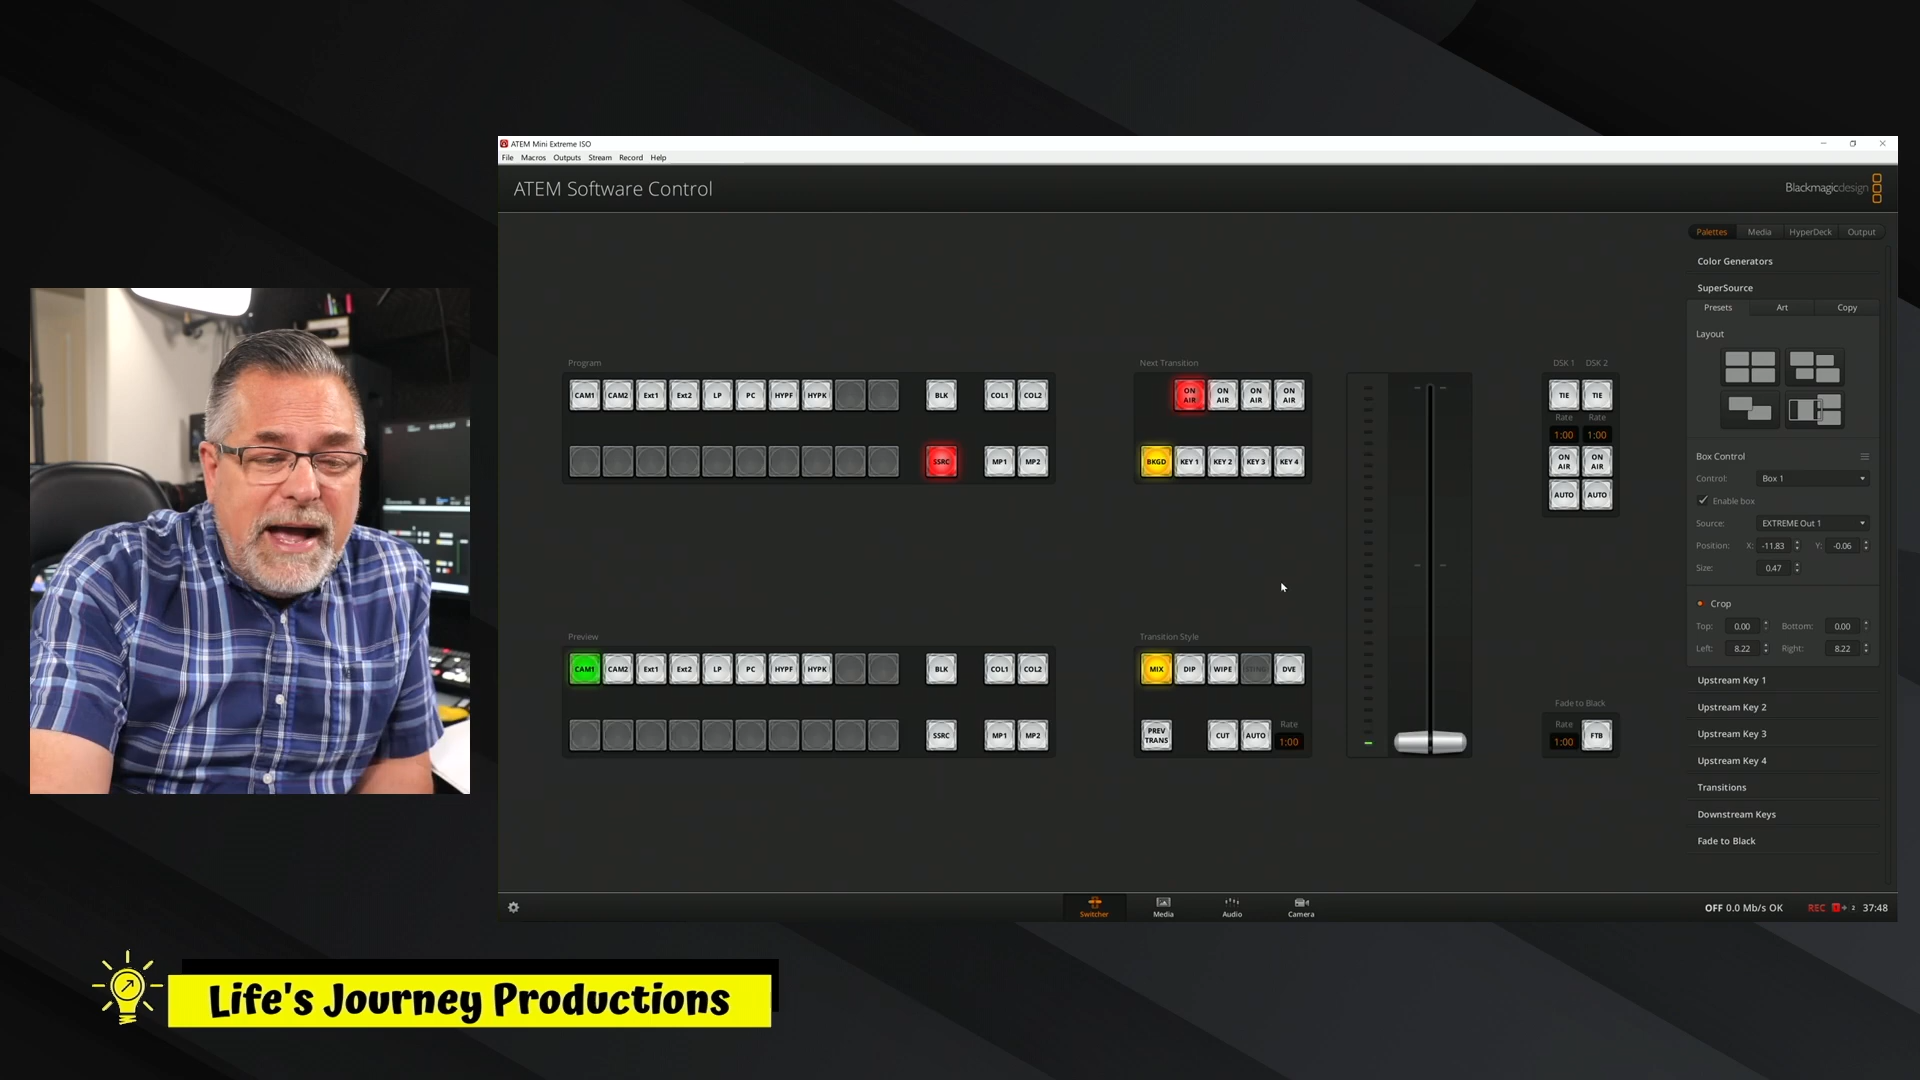 ATEM Mini Extreme ISO
File Macros Outputs Stream Record Help
ATEM Software Control
Blackmagicdesign
Palettes Media HyperDeck Output
Color Generators
SuperSource
Presets Art Copy
Layout
Box Control
Control: Box 1
Enable box
Source: EXTREME Out 1
Position: X: -11.83 Y: -0.06
Size: 0.47
Crop
Top: 0.00 Bottom: 0.00
Left: 8.22 Right: 8.22
Upstream Key 1
Upstream Key 2
Upstream Key 3
Upstream Key 4
Transitions
Downstream Keys
Fade to Black
Program
CAM1 CAM2 Ext1 Ext2 LP PC HYPF HYPK BLK COL1 COL2
SSRC MP1 MP2
Next Transition
ON AIR ON AIR ON AIR ON AIR
BKGD KEY 1 KEY 2 KEY 3 KEY 4
DSK 1 DSK 2
TIE TIE
Rate Rate
1:00 1:00
ON AIR ON AIR
AUTO AUTO
Preview
CAM1 CAM2 Ext1 Ext2 LP PC HYPF HYPK BLK COL1 COL2
SSRC MP1 MP2
Transition Style
MIX DIP WIPE STING DVE
PREV TRANS CUT AUTO Rate 1:00
Fade to Black
Rate
1:00 FTB
Switcher Media Audio Camera
OFF 0.0 Mb/s OK REC 2 37:48
Life's Journey Productions